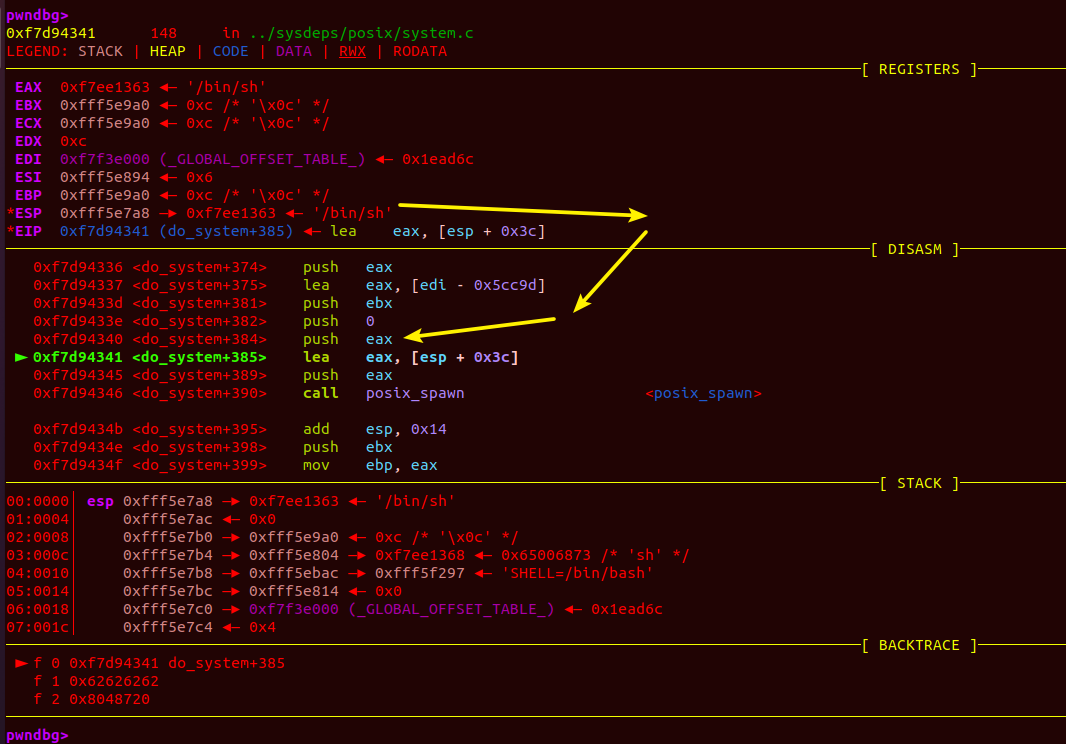 pwndbg>
0xf7d94341 148 in ../sysdeps/posix/system.c
LEGEND: STACK | HEAP | CODE | DATA | RWX | RODATA
[ REGISTERS ]
EAX 0xf7ee1363 ◂— '/bin/sh'
EBX 0xfff5e9a0 ◂— 0xc /* '\x0c' */
ECX 0xfff5e9a0 ◂— 0xc /* '\x0c' */
EDX 0xc
EDI 0xf7f3e000 (_GLOBAL_OFFSET_TABLE_) ◂— 0x1ead6c
ESI 0xfff5e894 ◂— 0x6
EBP 0xfff5e9a0 ◂— 0xc /* '\x0c' */
*ESP 0xfff5e7a8 —▸ 0xf7ee1363 ◂— '/bin/sh'
*EIP 0xf7d94341 (do_system+385) ◂— lea eax, [esp + 0x3c]
[ DISASM ]
0xf7d94336 <do_system+374> push eax
0xf7d94337 <do_system+375> lea eax, [edi - 0x5cc9d]
0xf7d9433d <do_system+381> push ebx
0xf7d9433e <do_system+382> push 0
0xf7d94340 <do_system+384> push eax
► 0xf7d94341 <do_system+385> lea eax, [esp + 0x3c]
0xf7d94345 <do_system+389> push eax
0xf7d94346 <do_system+390> call posix_spawn <posix_spawn>
0xf7d9434b <do_system+395> add esp, 0x14
0xf7d9434e <do_system+398> push ebx
0xf7d9434f <do_system+399> mov ebp, eax
[ STACK ]
00:0000│ esp 0xfff5e7a8 —▸ 0xf7ee1363 ◂— '/bin/sh'
01:0004│ 0xfff5e7ac ◂— 0x0
02:0008│ 0xfff5e7b0 —▸ 0xfff5e9a0 ◂— 0xc /* '\x0c' */
03:000c│ 0xfff5e7b4 —▸ 0xfff5e804 —▸ 0xf7ee1368 ◂— 0x65006873 /* 'sh' */
04:0010│ 0xfff5e7b8 —▸ 0xfff5ebac —▸ 0xfff5f297 ◂— 'SHELL=/bin/bash'
05:0014│ 0xfff5e7bc —▸ 0xfff5e814 ◂— 0x0
06:0018│ 0xfff5e7c0 —▸ 0xf7f3e000 (_GLOBAL_OFFSET_TABLE_) ◂— 0x1ead6c
07:001c│ 0xfff5e7c4 ◂— 0x4
[ BACKTRACE ]
► f 0 0xf7d94341 do_system+385
f 1 0x62626262
f 2 0x8048720
pwndbg>